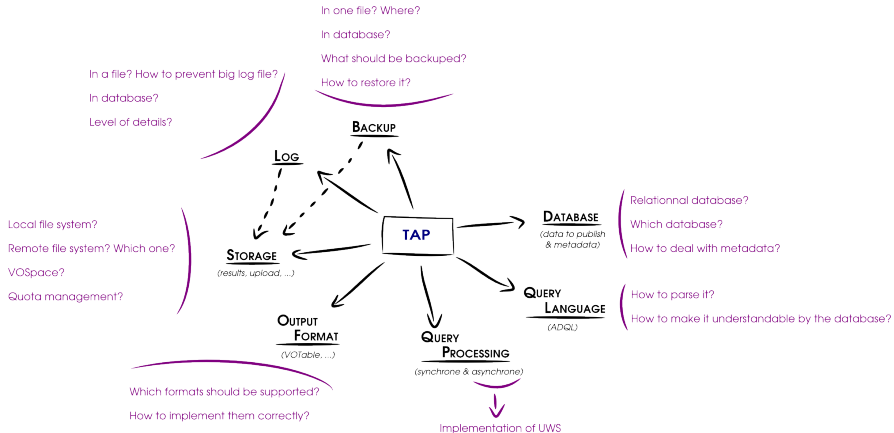 In one file? Where?
In database?
What should be backuped?
How to restore it?
In a file? How to prevent big log file?
In database?
Level of details?
BACKUP
LOG
Local file system?
Remote file system? Which one?
VOSpace?
Quota management?
STORAGE
(results, upload, ...)
TAP
DATABASE
(data to publish
& metadata)
Relationnal database?
Which database?
How to deal with metadata?
QUERY
LANGUAGE
(ADQL)
How to parse it?
How to make it understandable by the database?
OUTPUT
FORMAT
(VOTable....)
QUERY
PROCESSING
(synchrone & asynchrone)
Which formats should be supported?
How to implement them correctly?
Implementation of UWS